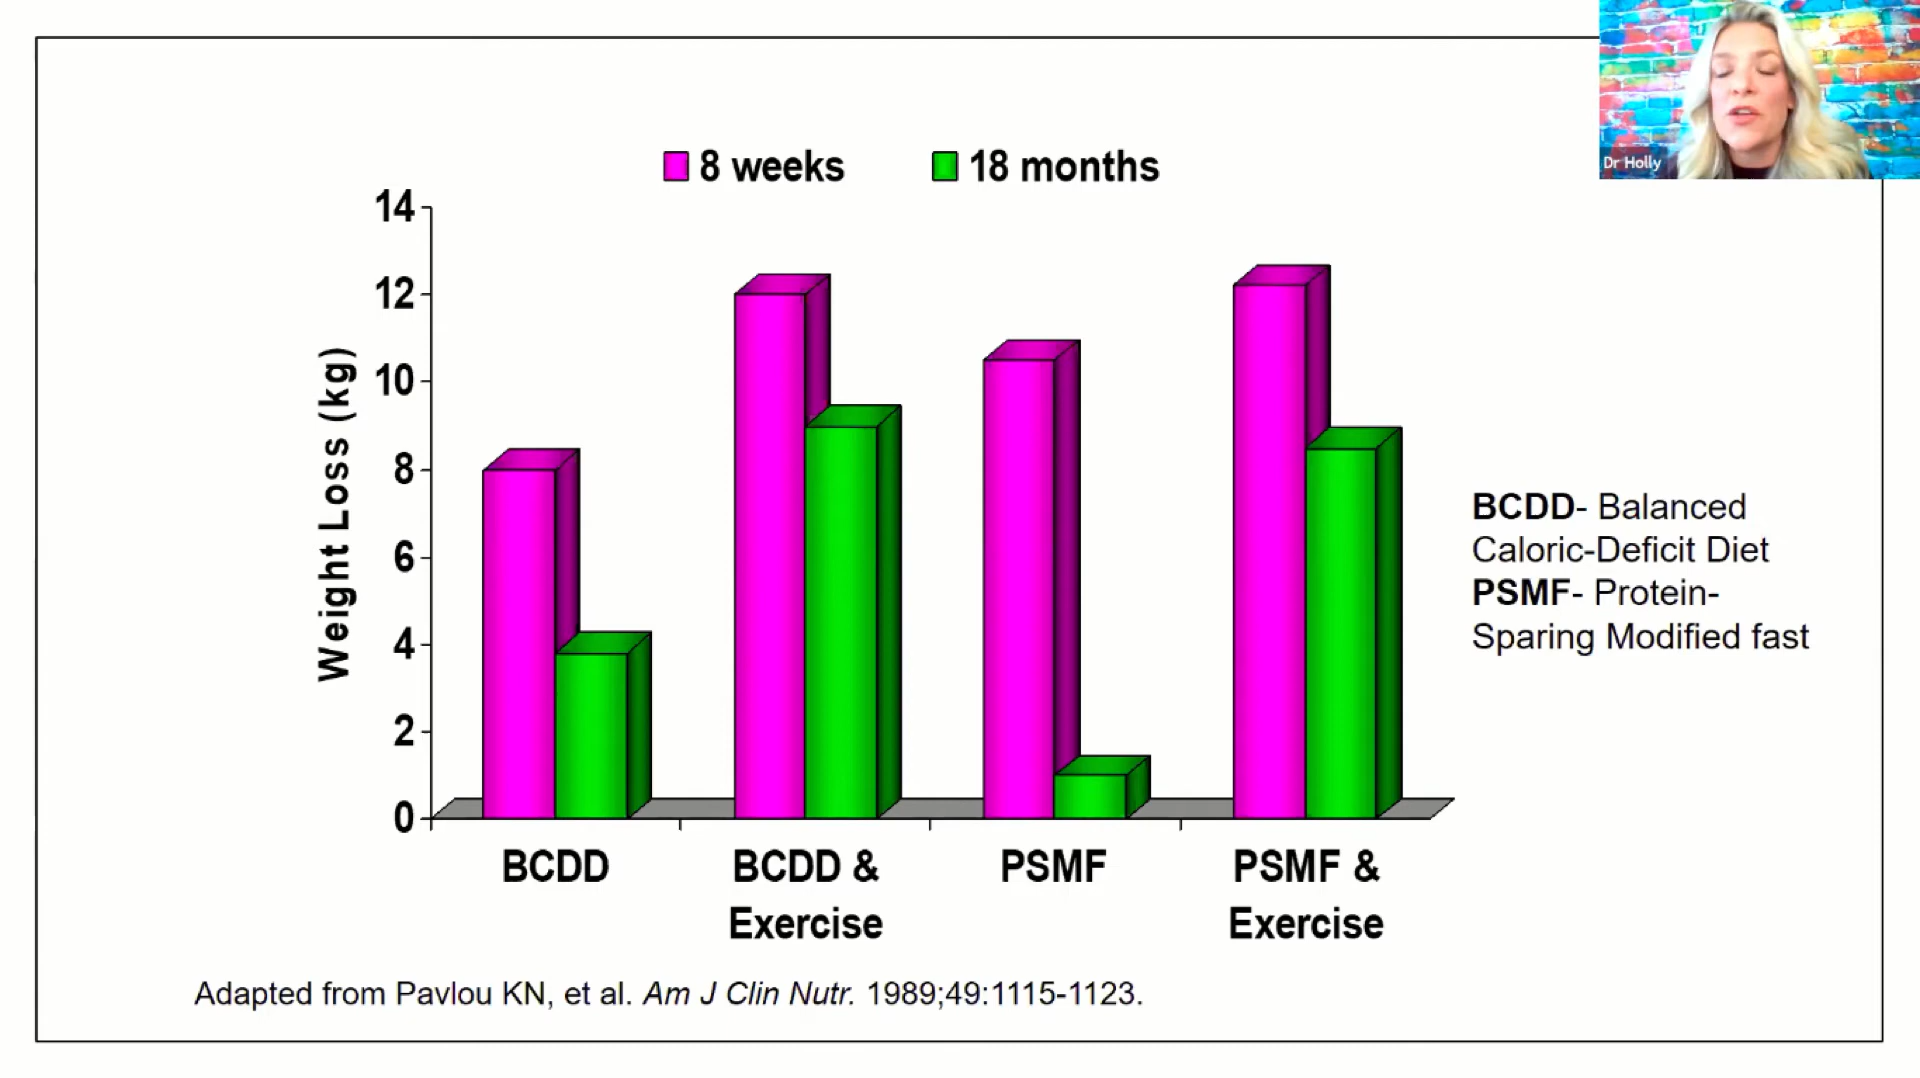 Dr Holly
8 weeks
18 months
14
12
10
8
6
4
2
0
Weight Loss (kg)
BCDD
BCDD &
Exercise
PSMF
PSMF &
Exercise
BCDD- Balanced
Caloric-Deficit Diet
PSMF- Protein-
Sparing Modified fast
Adapted from Pavlou KN, et al. Am J Clin Nutr. 1989;49:1115-1123.